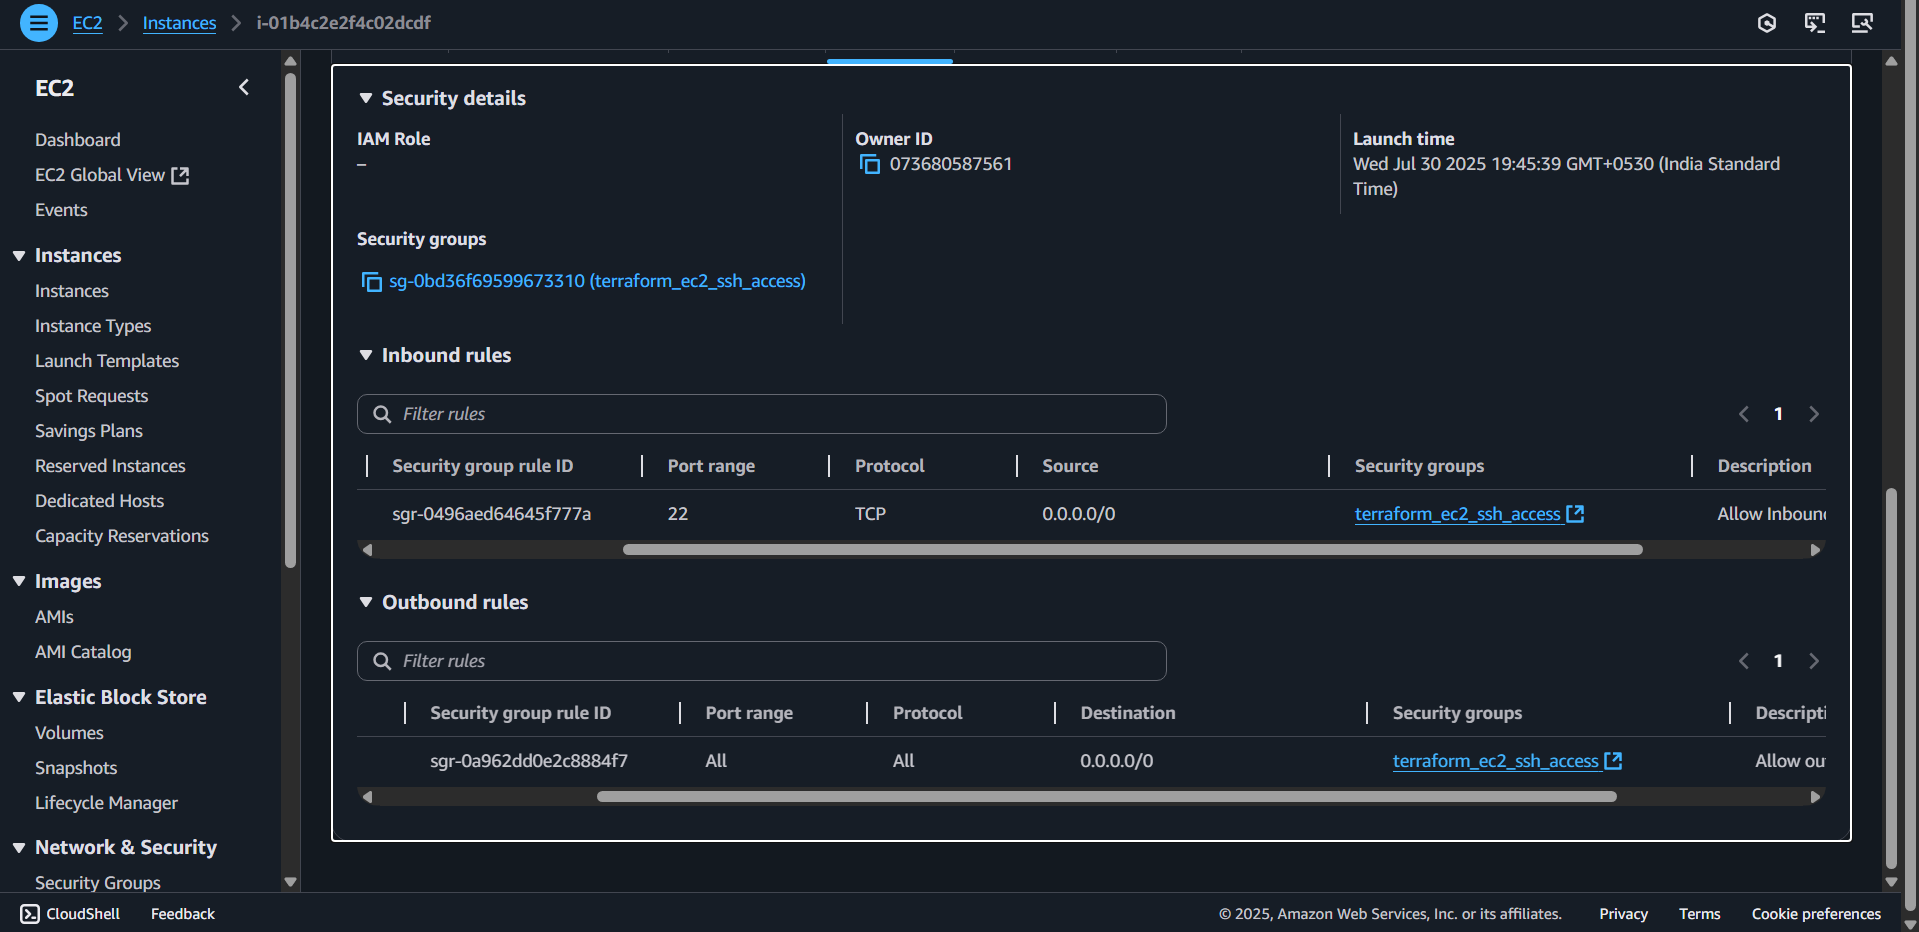 EC2 Instances i-01b4c2e2f4c02dcdf
EC2
Dashboard
EC2 Global View
Events
Instances
Instances
Instance Types
Launch Templates
Spot Requests
Savings Plans
Reserved Instances
Dedicated Hosts
Capacity Reservations
Images
AMIs
AMI Catalog
Elastic Block Store
Volumes
Snapshots
Lifecycle Manager
Network & Security
Security Groups
Security details
IAM Role
–
Owner ID
073680587561
Launch time
Wed Jul 30 2025 19:45:39 GMT+0530 (India Standard
Time)
Security groups
sg-0bd36f69599673310 (terraform_ec2_ssh_access)
Inbound rules
Filter rules
1
Security group rule ID Port range Protocol Source Security groups Description
sgr-0496aed64645f777a 22 TCP 0.0.0.0/0 terraform_ec2_ssh_access Allow Inboun
Outbound rules
Filter rules
1
Security group rule ID Port range Protocol Destination Security groups Descripti
sgr-0a962dd0e2c8884f7 All All 0.0.0.0/0 terraform_ec2_ssh_access Allow ou
CloudShell Feedback © 2025, Amazon Web Services, Inc. or its affiliates. Privacy Terms Cookie preferences